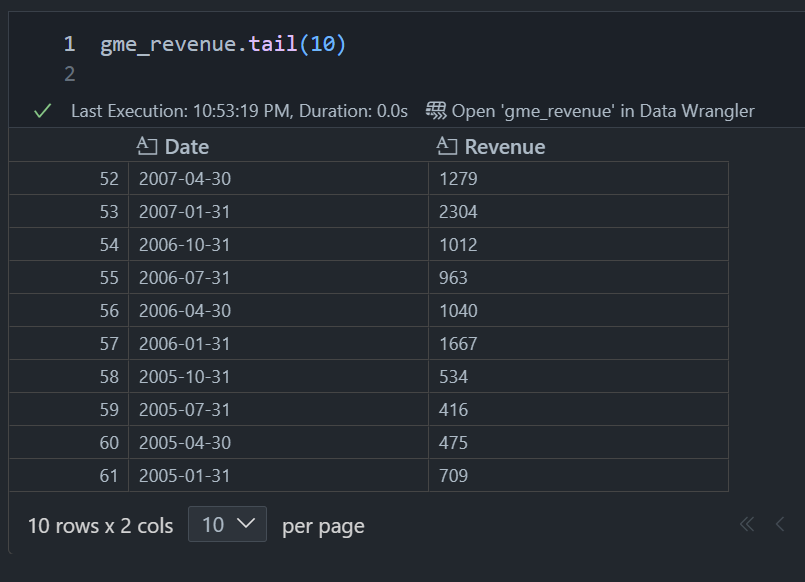 1 gme_revenue.tail(10)
2
Last Execution: 10:53:19 PM, Duration: 0.0s Open 'gme_revenue' in Data Wrangler
Date Revenue
52 2007-04-30 1279
53 2007-01-31 2304
54 2006-10-31 1012
55 2006-07-31 963
56 2006-04-30 1040
57 2006-01-31 1667
58 2005-10-31 534
59 2005-07-31 416
60 2005-04-30 475
61 2005-01-31 709
10 rows x 2 cols 10 per page